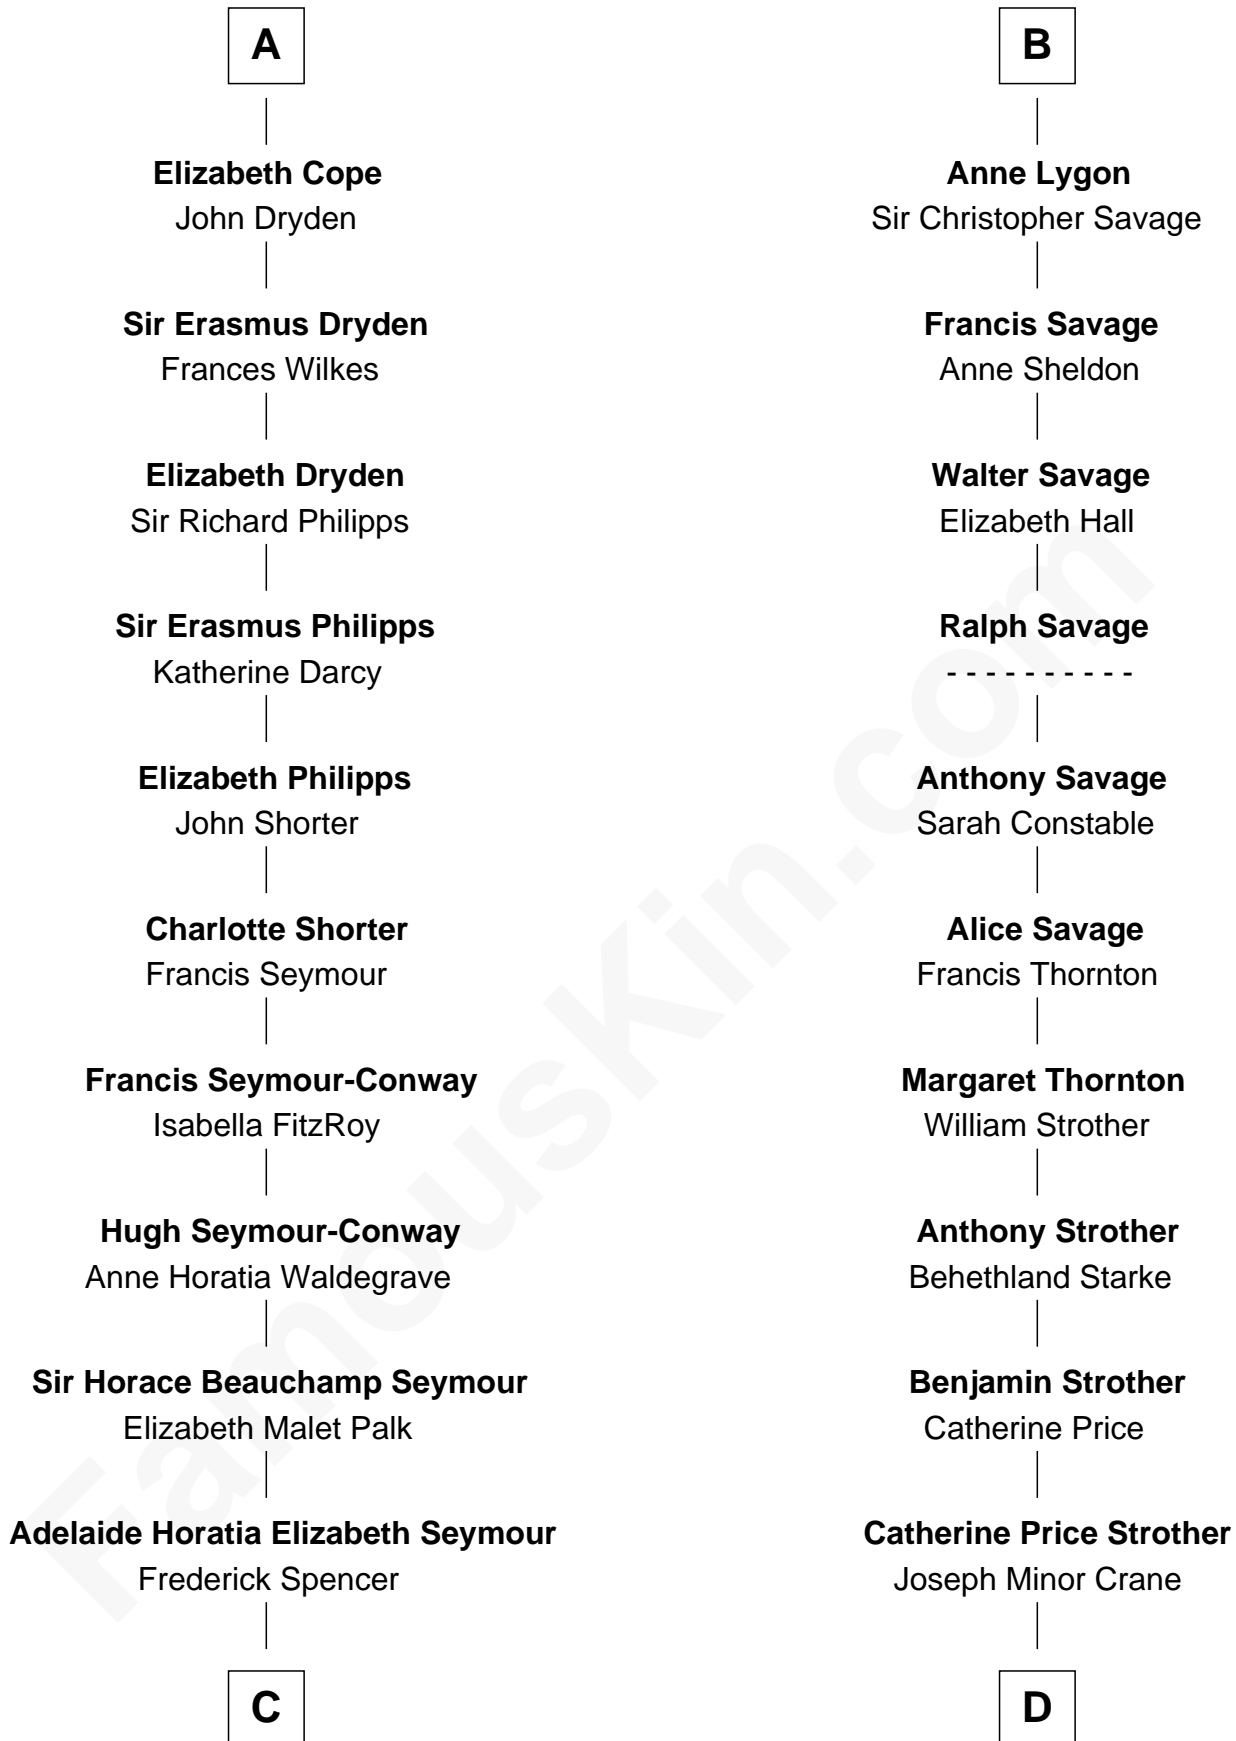 A
Elizabeth Cope
John Dryden
Sir Erasmus Dryden
Frances Wilkes
Elizabeth Dryden
Sir Richard Philipps
Sir Erasmus Philipps
Katherine Darcy
Elizabeth Philipps
John Shorter
Charlotte Shorter
Francis Seymour
Francis Seymour-Conway
Isabella FitzRoy
Hugh Seymour-Conway
Anne Horatia Waldegrave
Sir Horace Beauchamp Seymour
Elizabeth Malet Palk
Adelaide Horatia Elizabeth Seymour
Frederick Spencer
C
B
Anne Lygon
Sir Christopher Savage
Francis Savage
Anne Sheldon
Walter Savage
Elizabeth Hall
Ralph Savage
- - - - - - - - - -
Anthony Savage
Sarah Constable
Alice Savage
Francis Thornton
Margaret Thornton
William Strother
Anthony Strother
Behethland Starke
Benjamin Strother
Catherine Price
Catherine Price Strother
Joseph Minor Crane
D
FamousKin.com